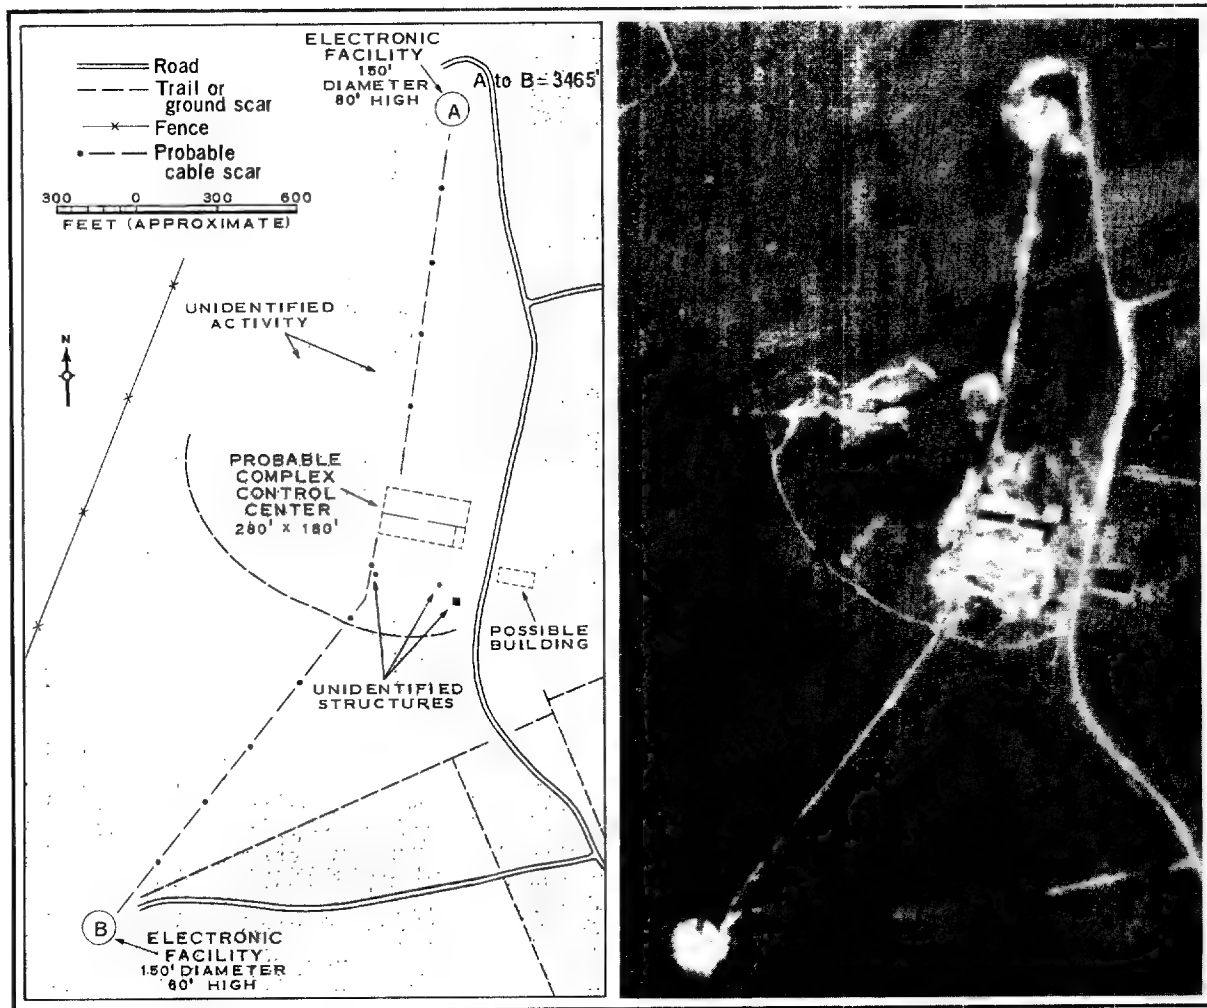 ELECTRONIC
FACILITY
150'
DIAMETER
80' HIGH
A to B = 3465'
A
Road
Trail or
ground scar
Fence
Probable
cable scar
300 0 300 600
FEET (APPROXIMATE)
UNIDENTIFIED
ACTIVITY
N
PROBABLE
COMPLEX
CONTROL
CENTER
280' X 180'
POSSIBLE
BUILDING
UNIDENTIFIED
STRUCTURES
B
ELECTRONIC
FACILITY
150' DIAMETER
60' HIGH